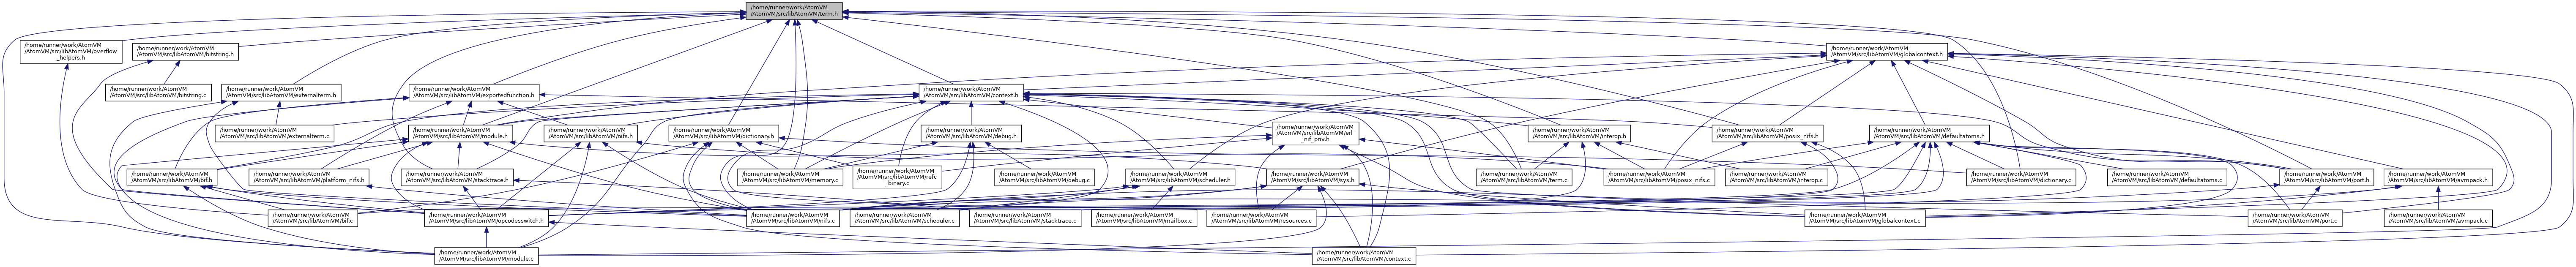 /home/runner/work/AtomVM
/AtomVM/src/libAtomVM/term.h
/home/runner/work/AtomVM
/AtomVM/src/libAtomVM/overflow
_helpers.h
/home/runner/work/AtomVM
/AtomVM/src/libAtomVM/bitstring.h
/home/runner/work/AtomVM
/AtomVM/src/libAtomVM/globalcontext.h
/home/runner/work/AtomVM
/AtomVM/src/libAtomVM/bitstring.c
/home/runner/work/AtomVM
/AtomVM/src/libAtomVM/externalterm.h
/home/runner/work/AtomVM
/AtomVM/src/libAtomVM/exportedfunction.h
/home/runner/work/AtomVM
/AtomVM/src/libAtomVM/context.h
/home/runner/work/AtomVM
/AtomVM/src/libAtomVM/externalterm.c
/home/runner/work/AtomVM
/AtomVM/src/libAtomVM/module.h
/home/runner/work/AtomVM
/AtomVM/src/libAtomVM/nifs.h
/home/runner/work/AtomVM
/AtomVM/src/libAtomVM/dictionary.h
/home/runner/work/AtomVM
/AtomVM/src/libAtomVM/debug.h
/home/runner/work/AtomVM
/AtomVM/src/libAtomVM/erl
_nif_priv.h
/home/runner/work/AtomVM
/AtomVM/src/libAtomVM/interop.h
/home/runner/work/AtomVM
/AtomVM/src/libAtomVM/posix_nifs.h
/home/runner/work/AtomVM
/AtomVM/src/libAtomVM/defaultatoms.h
/home/runner/work/AtomVM
/AtomVM/src/libAtomVM/bif.h
/home/runner/work/AtomVM
/AtomVM/src/libAtomVM/platform_nifs.h
/home/runner/work/AtomVM
/AtomVM/src/libAtomVM/stacktrace.h
/home/runner/work/AtomVM
/AtomVM/src/libAtomVM/memory.c
/home/runner/work/AtomVM
/AtomVM/src/libAtomVM/refc
_binary.c
/home/runner/work/AtomVM
/AtomVM/src/libAtomVM/debug.c
/home/runner/work/AtomVM
/AtomVM/src/libAtomVM/scheduler.h
/home/runner/work/AtomVM
/AtomVM/src/libAtomVM/sys.h
/home/runner/work/AtomVM
/AtomVM/src/libAtomVM/term.c
/home/runner/work/AtomVM
/AtomVM/src/libAtomVM/posix_nifs.c
/home/runner/work/AtomVM
/AtomVM/src/libAtomVM/interop.c
/home/runner/work/AtomVM
/AtomVM/src/libAtomVM/dictionary.c
/home/runner/work/AtomVM
/AtomVM/src/libAtomVM/defaultatoms.c
/home/runner/work/AtomVM
/AtomVM/src/libAtomVM/port.h
/home/runner/work/AtomVM
/AtomVM/src/libAtomVM/avmpack.h
/home/runner/work/AtomVM
/AtomVM/src/libAtomVM/bif.c
/home/runner/work/AtomVM
/AtomVM/src/libAtomVM/opcodesswitch.h
/home/runner/work/AtomVM
/AtomVM/src/libAtomVM/nifs.c
/home/runner/work/AtomVM
/AtomVM/src/libAtomVM/scheduler.c
/home/runner/work/AtomVM
/AtomVM/src/libAtomVM/stacktrace.c
/home/runner/work/AtomVM
/AtomVM/src/libAtomVM/mailbox.c
/home/runner/work/AtomVM
/AtomVM/src/libAtomVM/resources.c
/home/runner/work/AtomVM
/AtomVM/src/libAtomVM/globalcontext.c
/home/runner/work/AtomVM
/AtomVM/src/libAtomVM/port.c
/home/runner/work/AtomVM
/AtomVM/src/libAtomVM/avmpack.c
/home/runner/work/AtomVM
/AtomVM/src/libAtomVM/module.c
/home/runner/work/AtomVM
/AtomVM/src/libAtomVM/context.c